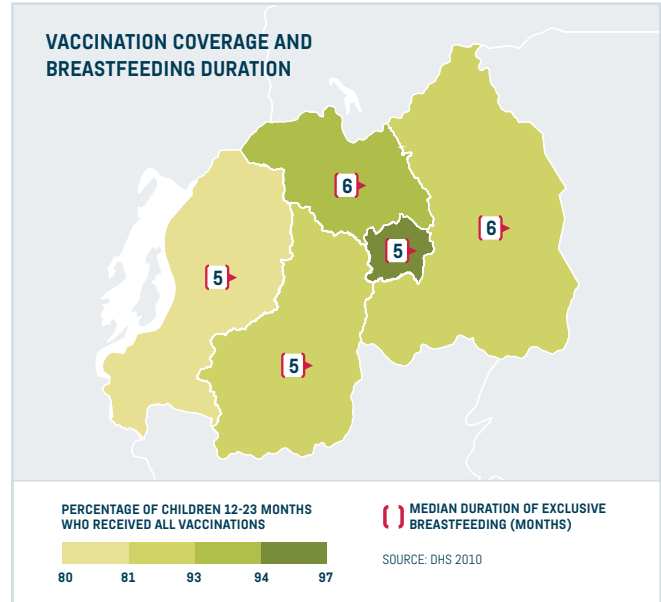 VACCINATION COVERAGE AND
BREASTFEEDING DURATION
6
6
5
5
5
PERCENTAGE OF CHILDREN 12-23 MONTHS
WHO RECEIVED ALL VACCINATIONS
80 81 93 94 97
[ ] MEDIAN DURATION OF EXCLUSIVE
BREASTFEEDING (MONTHS)
SOURCE: DHS 2010